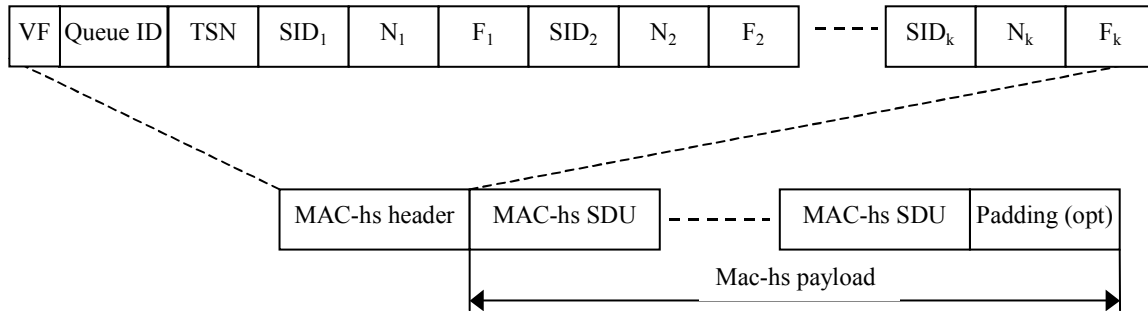 VF Queue ID TSN SID₁ N₁ F₁ SID₂ N₂ F₂ SIDₖ Nₖ Fₖ
MAC-hs header MAC-hs SDU MAC-hs SDU Padding (opt)
Mac-hs payload